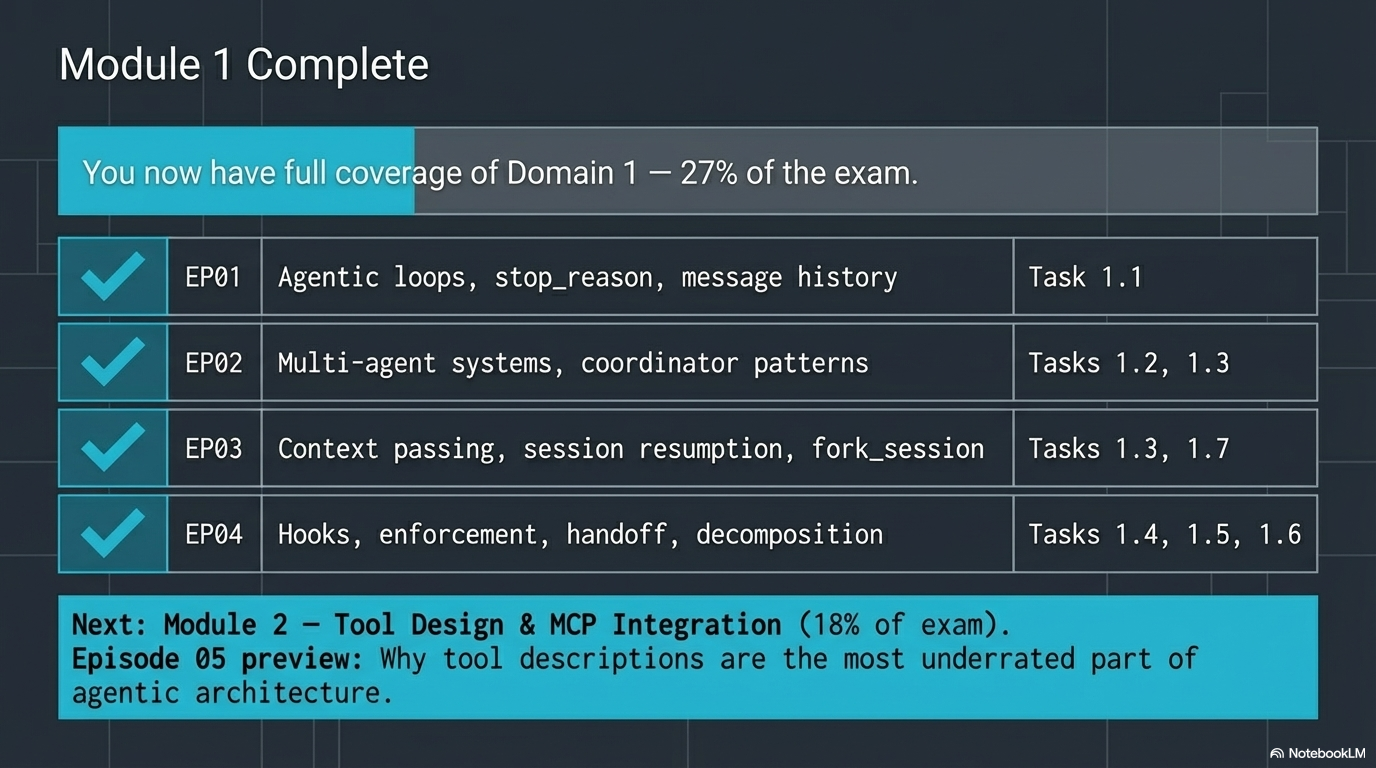 Module 1 Complete
You now have full coverage of Domain 1 — 27% of the exam.
EP01 Agentic loops, stop_reason, message history Task 1.1
EP02 Multi-agent systems, coordinator patterns Tasks 1.2, 1.3
EP03 Context passing, session resumption, fork_session Tasks 1.3, 1.7
EP04 Hooks, enforcement, handoff, decomposition Tasks 1.4, 1.5, 1.6
Next: Module 2 — Tool Design & MCP Integration (18% of exam).
Episode 05 preview: Why tool descriptions are the most underrated part of
agentic architecture.
NotebookLM